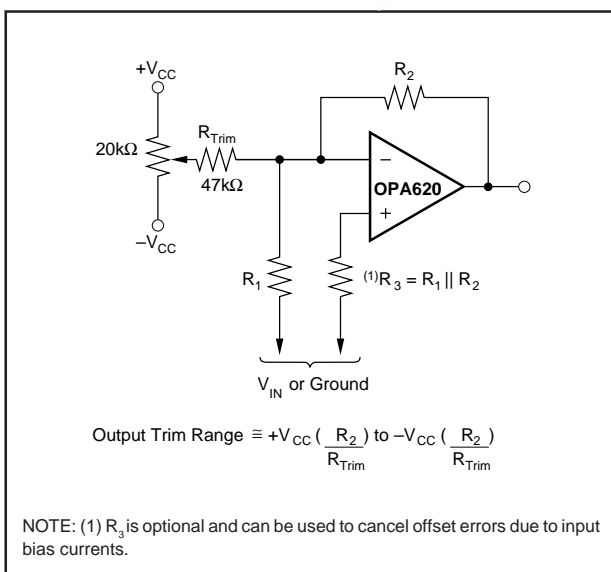 +V_CC
R_2
R_Trim
20kΩ
47kΩ
−
OPA620
+
−V_CC
R_1
(1)R_3 = R_1 || R_2
V_IN or Ground
Output Trim Range ≅ +V_CC ( R_2 / R_Trim ) to −V_CC ( R_2 / R_Trim )
NOTE: (1) R_3 is optional and can be used to cancel offset errors due to input
bias currents.